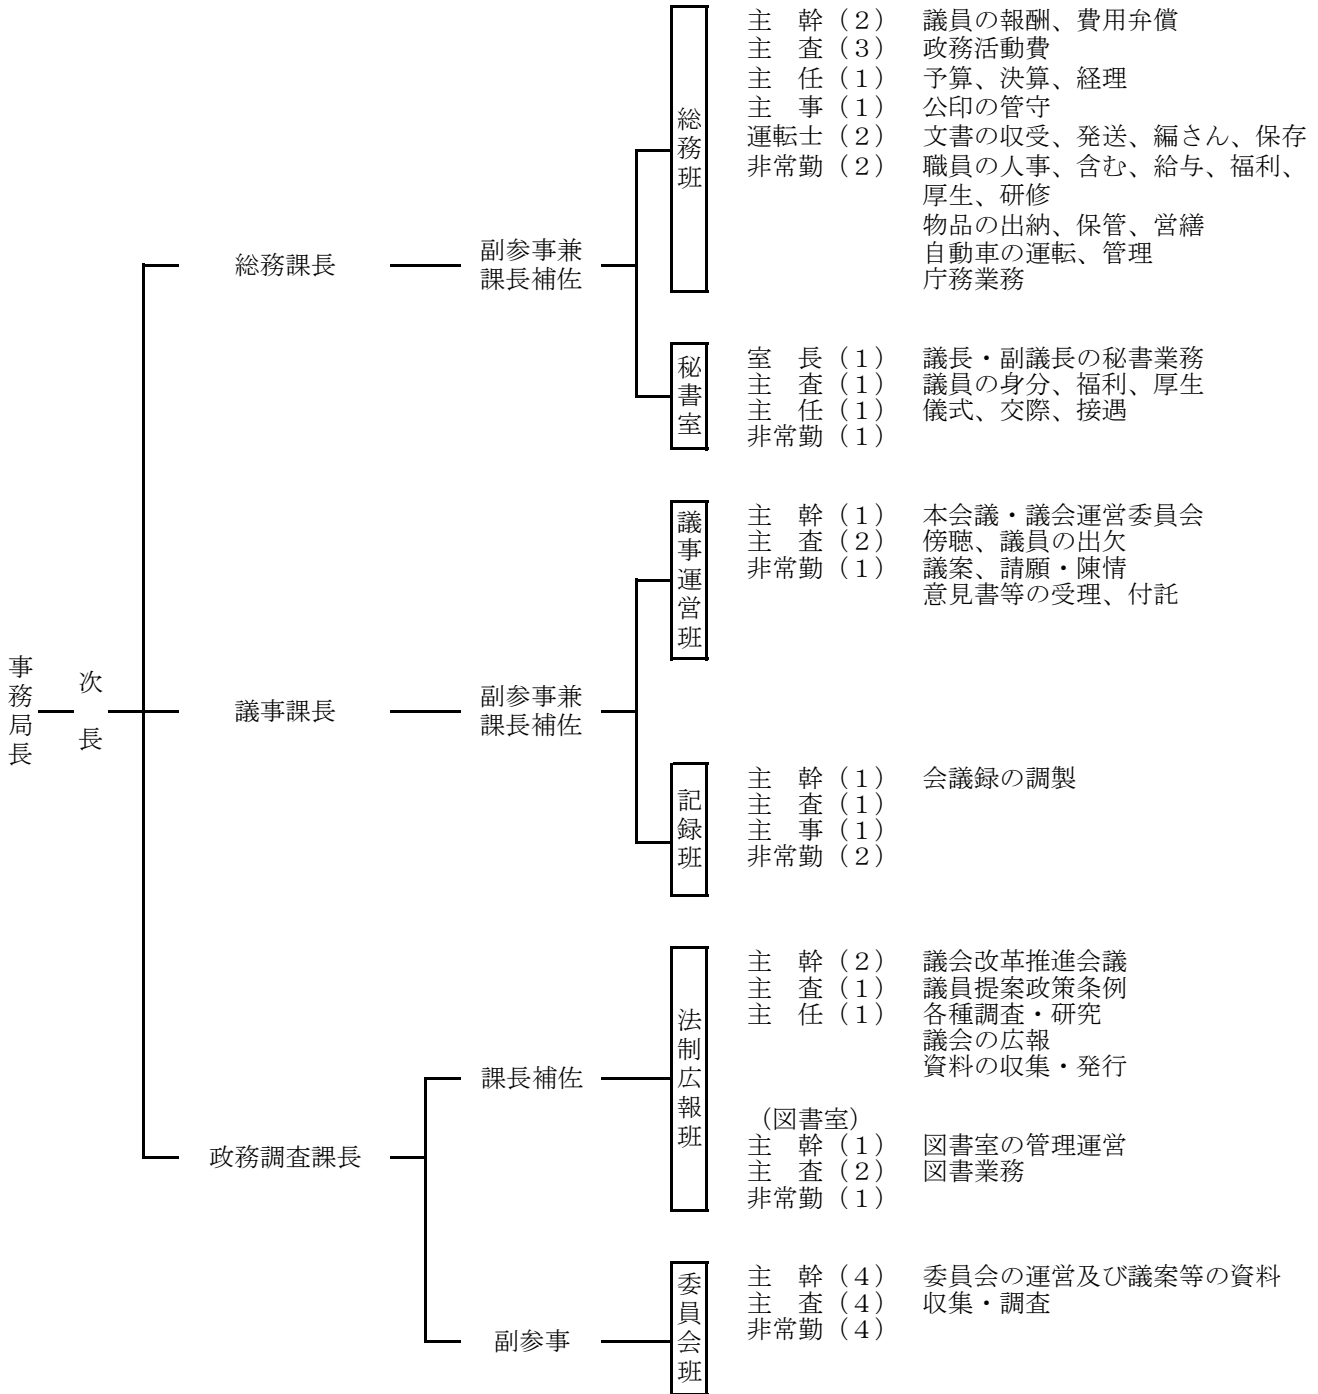 事務局長
次長
総務課長
副参事兼
課長補佐
総務班
主　幹（２）　議員の報酬、費用弁償
主　査（３）　政務活動費
主　任（１）　予算、決算、経理
主　事（１）　公印の管守
運転士（２）　文書の収受、発送、編さん、保存
非常勤（２）　職員の人事、含む、給与、福利、
厚生、研修
物品の出納、保管、営繕
自動車の運転、管理
庁務業務
秘書室
室　長（１）　議長・副議長の秘書業務
主　査（１）　議員の身分、福利、厚生
主　任（１）　儀式、交際、接遇
非常勤（１）
議事課長
副参事兼
課長補佐
議事運営班
主　幹（１）　本会議・議会運営委員会
主　査（２）　傍聴、議員の出欠
非常勤（１）　議案、請願・陳情
意見書等の受理、付託
記録班
主　幹（１）　会議録の調製
主　査（１）
主　事（１）
非常勤（２）
政務調査課長
課長補佐
法制広報班
主　幹（２）　議会改革推進会議
主　査（１）　議員提案政策条例
主　任（１）　各種調査・研究
議会の広報
資料の収集・発行
（図書室）
主　幹（１）　図書室の管理運営
主　査（２）　図書業務
非常勤（１）
副参事
委員会班
主　幹（４）　委員会の運営及び議案等の資料
主　査（４）　収集・調査
非常勤（４）